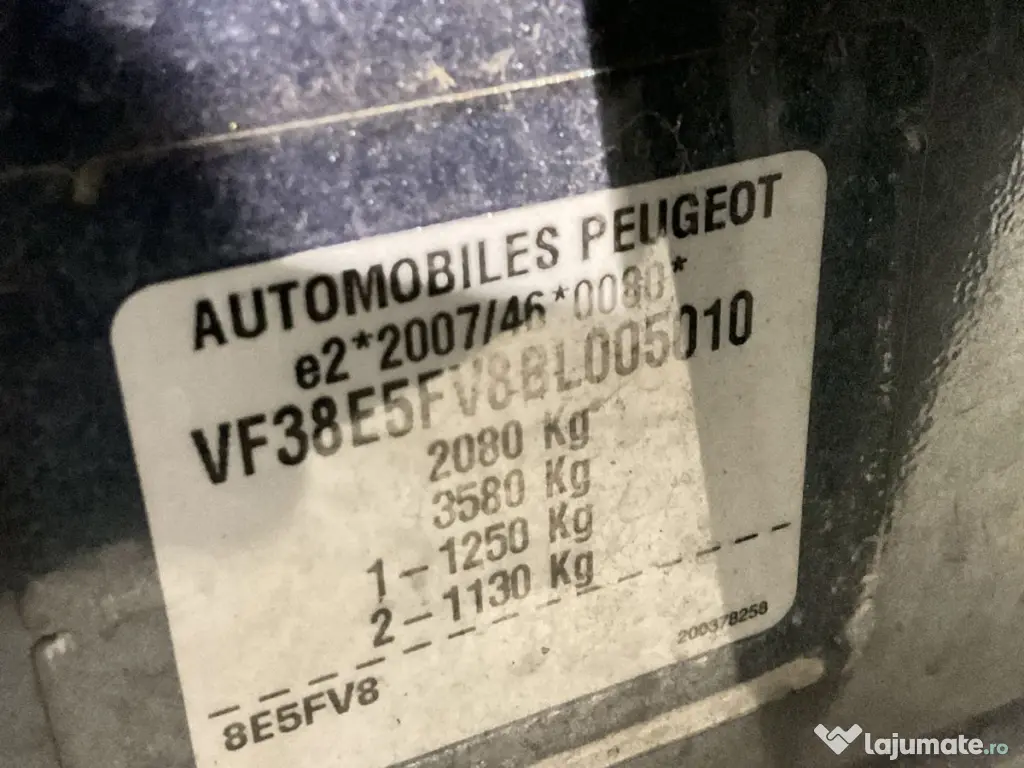 AUTOMOBILES PEUGEOT
e2*2007/46*0080*
VF38E5FV8BL005010
2080 Kg
3580 Kg
1-1250 Kg
2-1130 Kg
200378258
8E5FV8
lajumate.ro